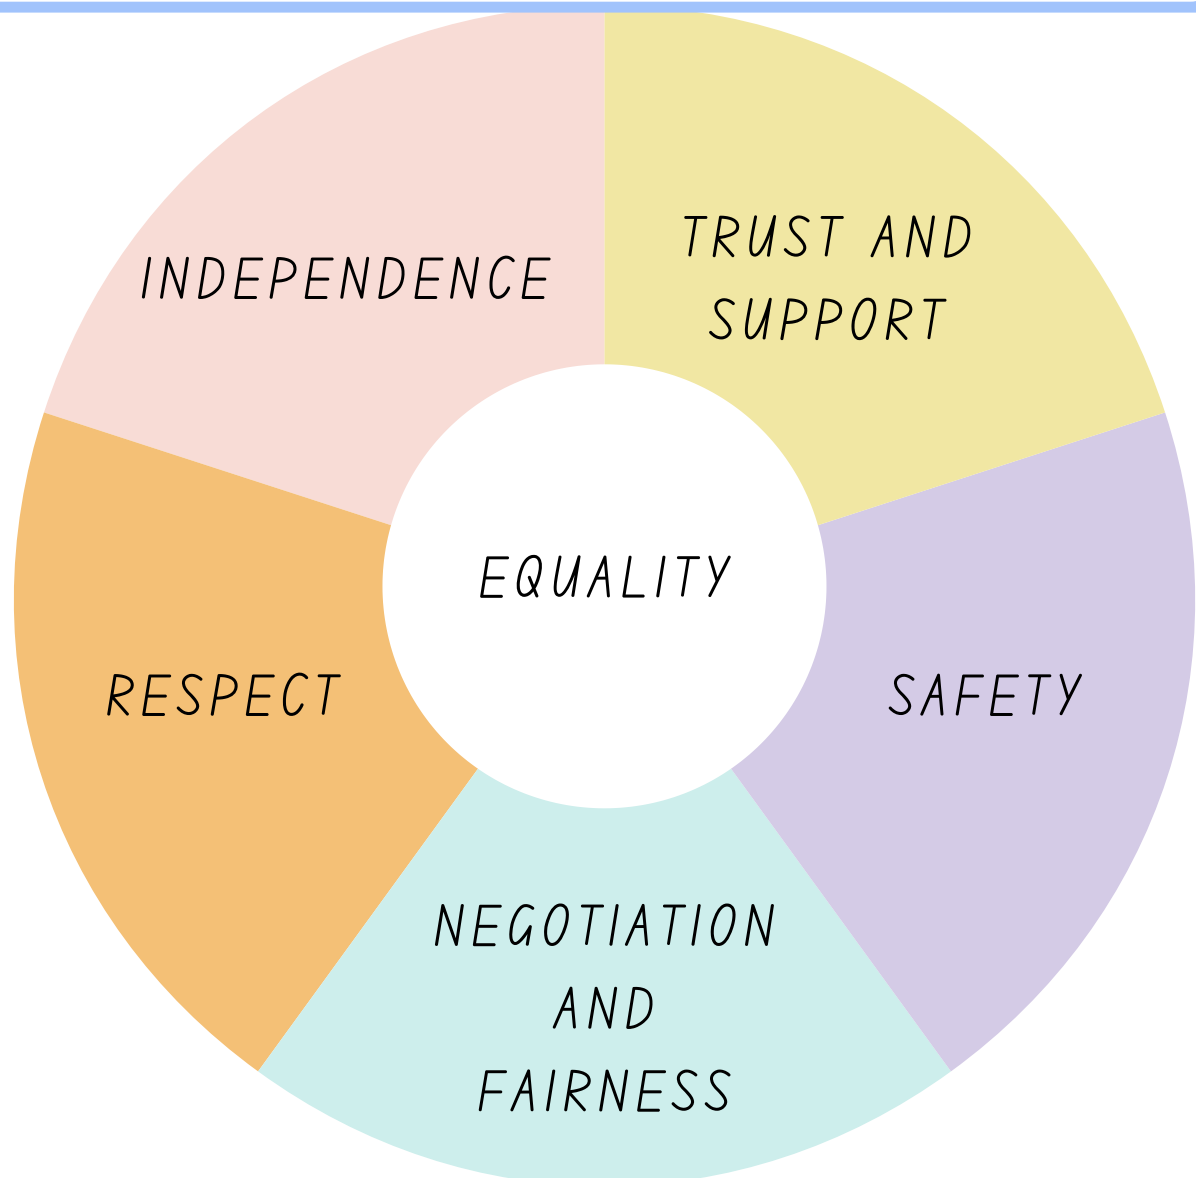 INDEPENDENCE
TRUST AND
SUPPORT
EQUALITY
RESPECT
SAFETY
NEGOTIATION
AND
FAIRNESS